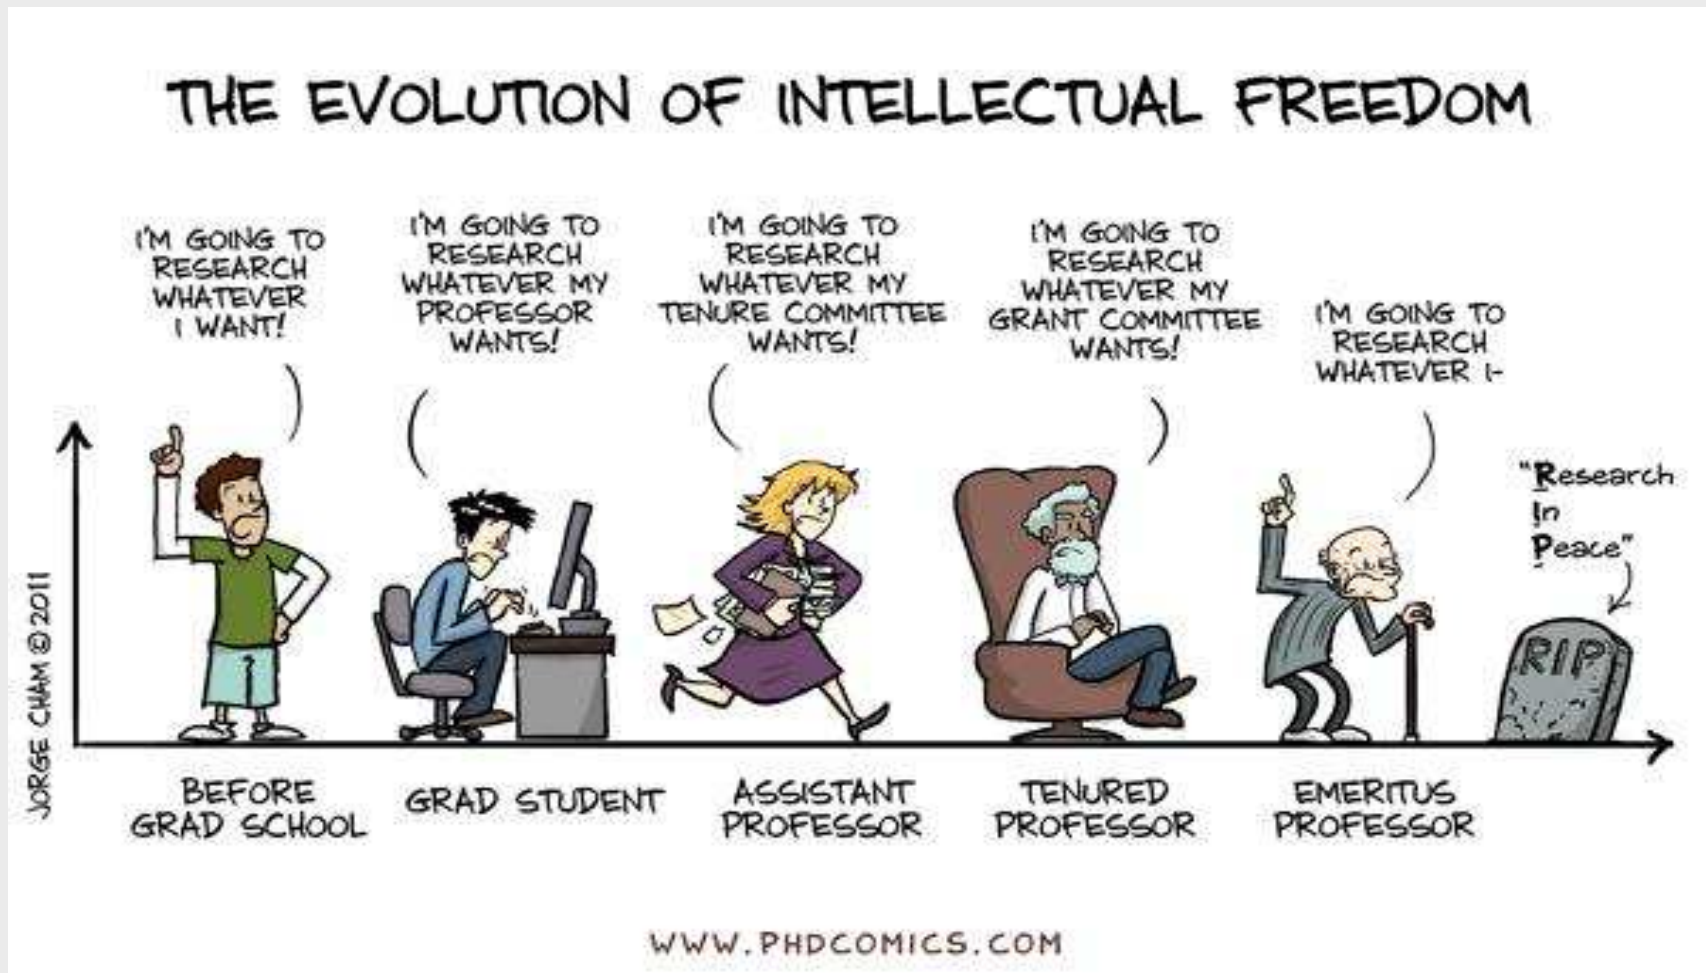 THE EVOLUTION OF INTELLECTUAL FREEDOM
I'M GOING TO
RESEARCH
WHATEVER
I WANT!
I'M GOING TO
RESEARCH
WHATEVER MY
PROFESSOR
WANTS!
I'M GOING TO
RESEARCH
WHATEVER MY
TENURE COMMITTEE
WANTS!
I'M GOING TO
RESEARCH
WHATEVER MY
GRANT COMMITTEE
WANTS!
I'M GOING TO
RESEARCH
WHATEVER I-
"Research
In
Peace"
RIP
JORGE CHAM © 2011
BEFORE
GRAD SCHOOL
GRAD STUDENT
ASSISTANT
PROFESSOR
TENURED
PROFESSOR
EMERITUS
PROFESSOR
WWW.PHDCOMICS.COM